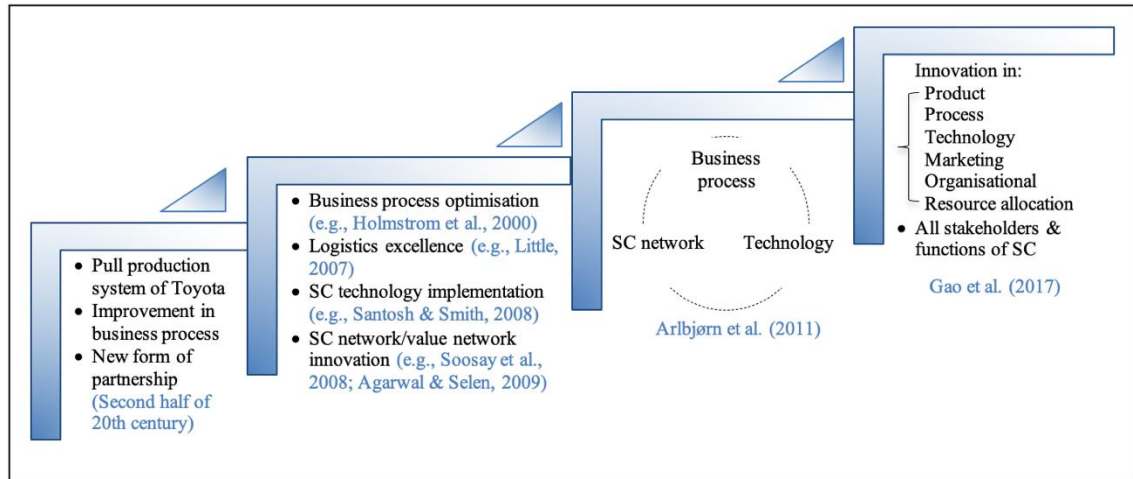 • Pull production
system of Toyota
• Improvement in
business process
• New form of
partnership
(Second half of
20th century)
• Business process optimisation
(e.g., Holmstrom et al., 2000)
• Logistics excellence (e.g., Little,
2007)
• SC technology implementation
(e.g., Santosh & Smith, 2008)
• SC network/value network
innovation (e.g., Soosay et al.,
2008; Agarwal & Selen, 2009)
Business
process
SC network
Technology
Arlbjørn et al. (2011)
Innovation in:
Product
Process
Technology
Marketing
Organisational
Resource allocation
• All stakeholders &
functions of SC
Gao et al. (2017)